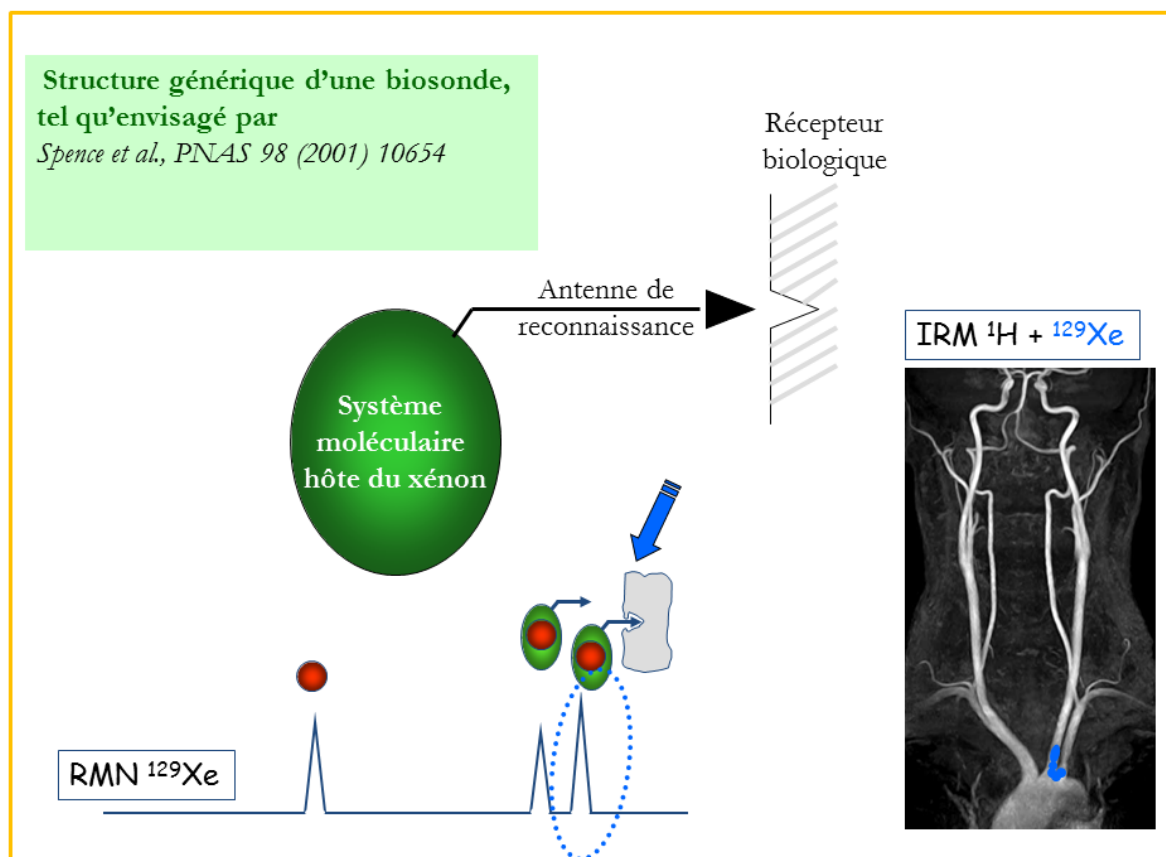 Structure générique d'une biosonde,
tel qu'envisagé par
Spence et al., PNAS 98 (2001) 10654
Récepteur
biologique
Antenne de
reconnaissance
Système
moléculaire
hôte du xénon
IRM ¹H + ¹²⁹Xe
RMN ¹²⁹Xe